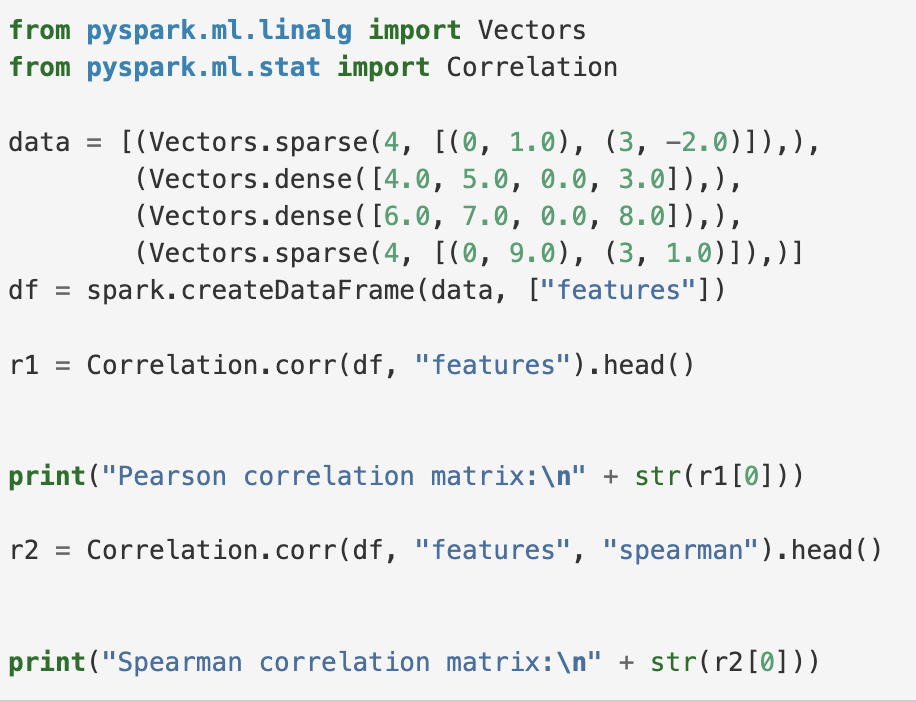 from pyspark.ml.linalg import Vectors
from pyspark.ml.stat import Correlation

data = [(Vectors.sparse(4, [(0, 1.0), (3, -2.0)]),),
        (Vectors.dense([4.0, 5.0, 0.0, 3.0]),),
        (Vectors.dense([6.0, 7.0, 0.0, 8.0]),),
        (Vectors.sparse(4, [(0, 9.0), (3, 1.0)]),)]
df = spark.createDataFrame(data, ["features"])

r1 = Correlation.corr(df, "features").head()

print("Pearson correlation matrix:\n" + str(r1[0]))

r2 = Correlation.corr(df, "features", "spearman").head()

print("Spearman correlation matrix:\n" + str(r2[0]))